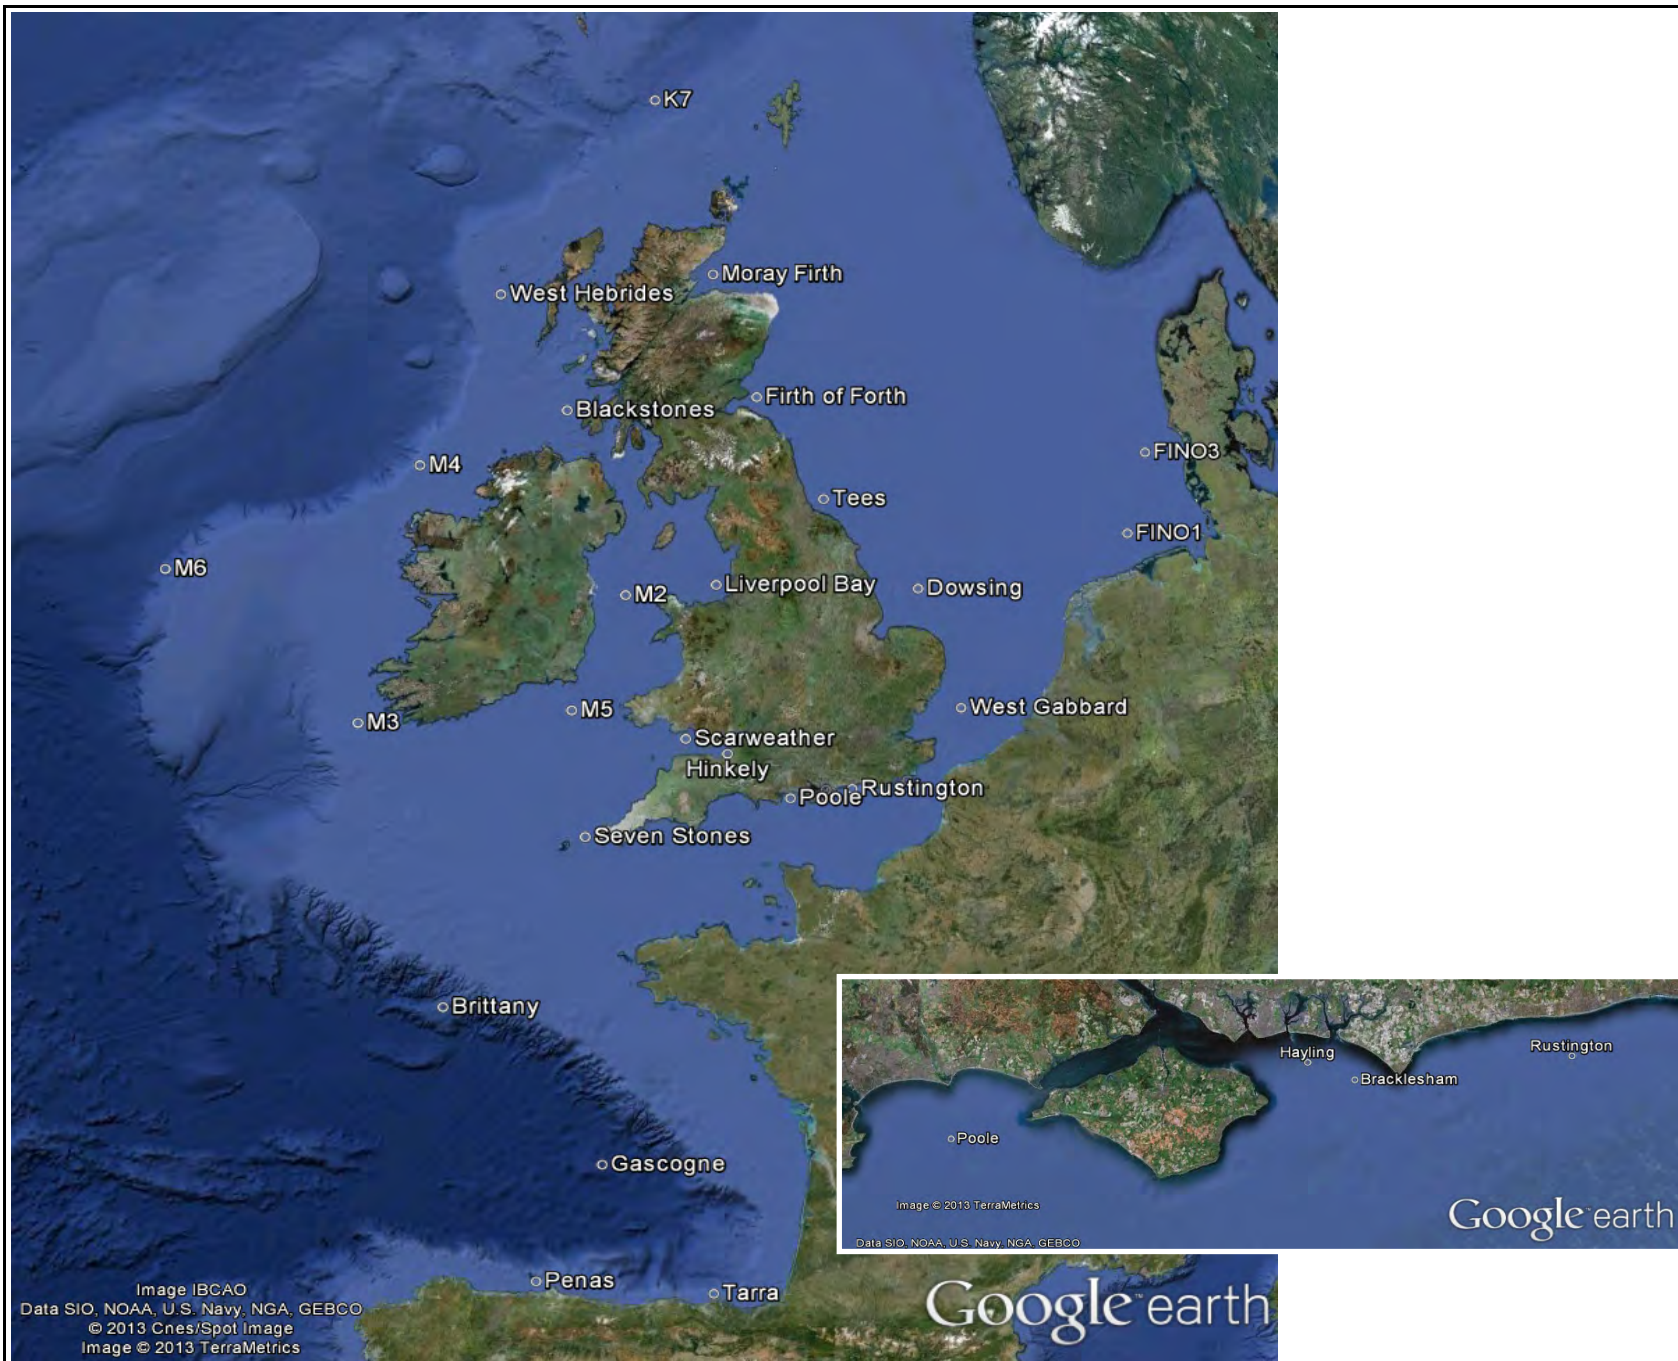 K7
Moray Firth
West Hebrides
Firth of Forth
Blackstones
FINO3
M4
Tees
FINO1
M6
Liverpool Bay
Dowsing
M2
West Gabbard
M5
M3
Scarweather
Hinkely
Rustington
Poole
Seven Stones
Brittany
Gascogne
Penas
Tarra
Image IBCAO
Data SIO, NOAA, U.S. Navy, NGA, GEBCO
© 2013 Cnes/Spot Image
Image © 2013 TerraMetrics
Google™ earth
Rustington
Hayling
Bracklesham
Poole
Image © 2013 TerraMetrics
Data SIO, NOAA, U.S. Navy, NGA, GEBCO
Google earth